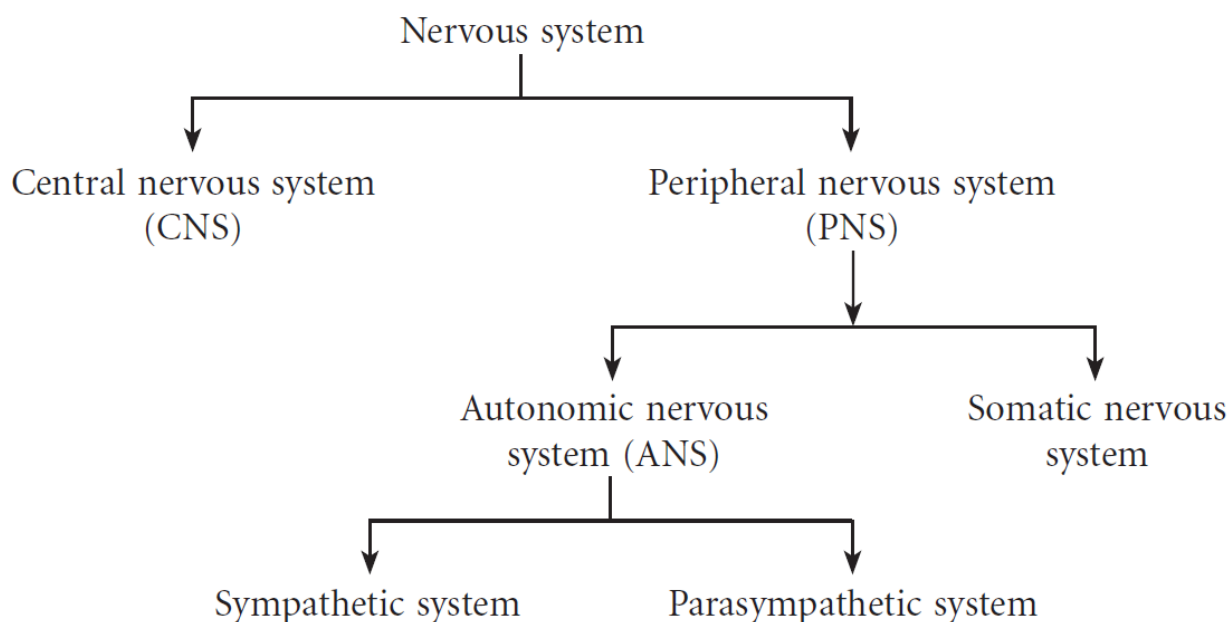 Nervous system
Central nervous system
(CNS)
Peripheral nervous system
(PNS)
Autonomic nervous
system (ANS)
Somatic nervous
system
Sympathetic system
Parasympathetic system